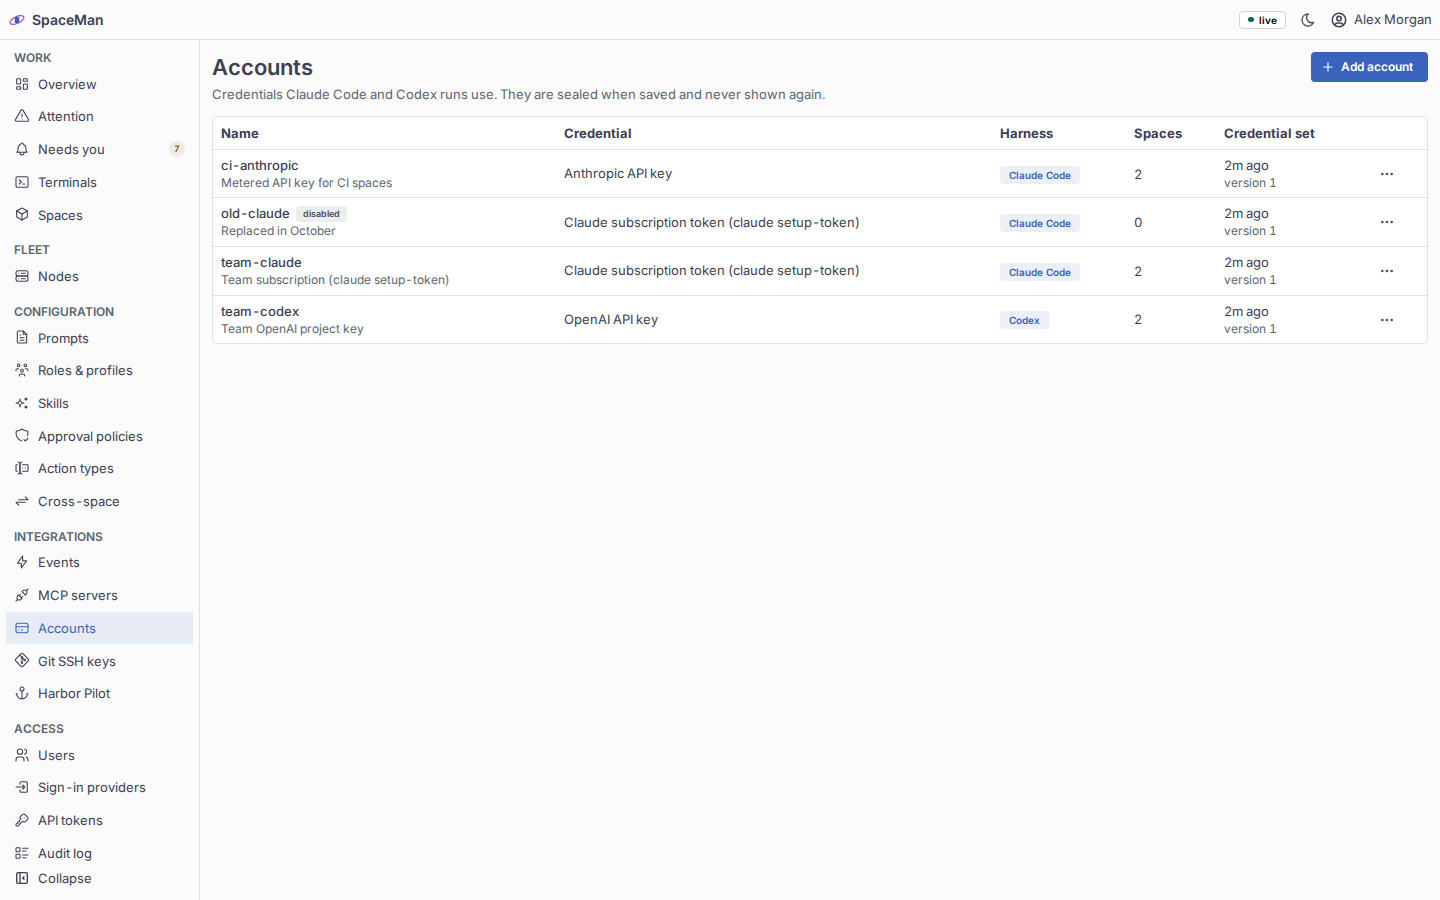 SpaceMan
live
Alex Morgan
WORK
Overview
Attention
Needs you 7
Terminals
Spaces
FLEET
Nodes
CONFIGURATION
Prompts
Roles & profiles
Skills
Approval policies
Action types
Cross-space
INTEGRATIONS
Events
MCP servers
Accounts
Git SSH keys
Harbor Pilot
ACCESS
Users
Sign-in providers
API tokens
Audit log
Collapse
Accounts
Add account
Credentials Claude Code and Codex runs use. They are sealed when saved and never shown again.
Name Credential Harness Spaces Credential set
ci-anthropic Anthropic API key Claude Code 2 2m ago
Metered API key for CI spaces version 1
old-claude disabled Claude subscription token (claude setup-token) Claude Code 0 2m ago
Replaced in October version 1
team-claude Claude subscription token (claude setup-token) Claude Code 2 2m ago
Team subscription (claude setup-token) version 1
team-codex OpenAI API key Codex 2 2m ago
Team OpenAI project key version 1